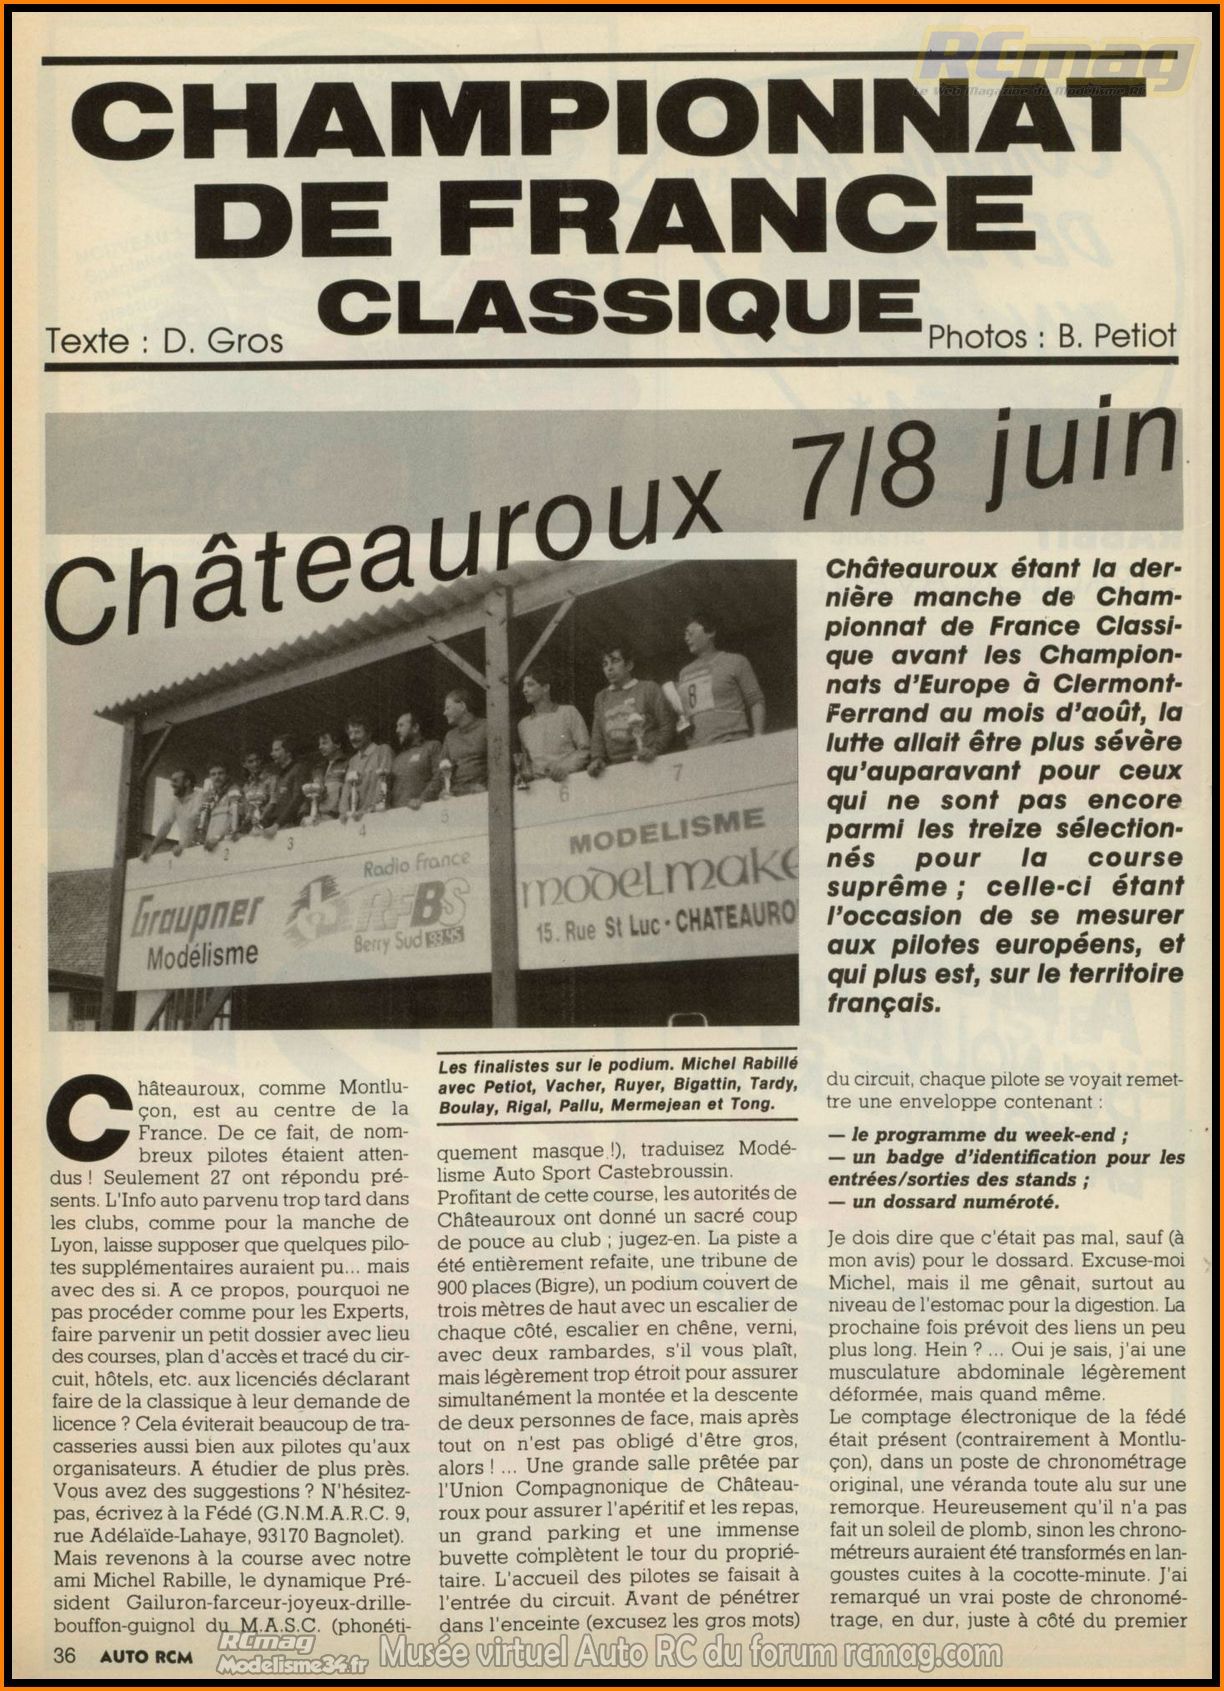 RCmag
Le Web Magazine du Modélisme RC
CHAMPIONNAT
DE FRANCE
CLASSIQUE
Texte : D. Gros
Photos : B. Petiot
Châteauroux 7/8 juin
1 2 3 4 5 6 7
8
Graupner
Modélisme
Radio France
RFBS
Berry Sud 93.45
MODELISME
MODELMAKE
15. Rue St Luc - CHATEAURO
Châteauroux étant la der-
nière manche de Cham-
pionnat de France Classi-
que avant les Champion-
nats d'Europe à Clermont-
Ferrand au mois d'août, la
lutte allait être plus sévère
qu'auparavant pour ceux
qui ne sont pas encore
parmi les treize sélection-
nés pour la course
suprême ; celle-ci étant
l'occasion de se mesurer
aux pilotes européens, et
qui plus est, sur le territoire
français.
Les finalistes sur le podium. Michel Rabillé
avec Petiot, Vacher, Ruyer, Bigattin, Tardy,
Boulay, Rigal, Pallu, Mermejean et Tong.
Châteauroux, comme Montlu-
çon, est au centre de la
France. De ce fait, de nom-
breux pilotes étaient atten-
dus ! Seulement 27 ont répondu pré-
sents. L'Info auto parvenu trop tard dans
les clubs, comme pour la manche de
Lyon, laisse supposer que quelques pilo-
tes supplémentaires auraient pu... mais
avec des si. A ce propos, pourquoi ne
pas procéder comme pour les Experts,
faire parvenir un petit dossier avec lieu
des courses, plan d'accès et tracé du cir-
cuit, hôtels, etc. aux licenciés déclarant
faire de la classique à leur demande de
licence ? Cela éviterait beaucoup de tra-
casseries aussi bien aux pilotes qu'aux
organisateurs. A étudier de plus près.
Vous avez des suggestions ? N'hésitez-
pas, écrivez à la Fédé (G.N.M.A.R.C. 9,
rue Adélaïde-Lahaye, 93170 Bagnolet).
Mais revenons à la course avec notre
ami Michel Rabille, le dynamique Pré-
sident Gailuron-farceur-joyeux-drille-
bouffon-guignol du M.A.S.C. (phonéti-
quement masque !), traduisez Modé-
lisme Auto Sport Castebroussin.
Profitant de cette course, les autorités de
Châteauroux ont donné un sacré coup
de pouce au club ; jugez-en. La piste a
été entièrement refaite, une tribune de
900 places (Bigre), un podium couvert de
trois mètres de haut avec un escalier de
chaque côté, escalier en chêne, verni,
avec deux rambardes, s'il vous plaît,
mais légèrement trop étroit pour assurer
simultanément la montée et la descente
de deux personnes de face, mais après
tout on n'est pas obligé d'être gros,
alors ! ... Une grande salle prêtée par
l'Union Compagnonique de Château-
roux pour assurer l'apéritif et les repas,
un grand parking et une immense
buvette complètent le tour du proprié-
taire. L'accueil des pilotes se faisait à
l'entrée du circuit. Avant de pénétrer
dans l'enceinte (excusez les gros mots)
du circuit, chaque pilote se voyait remet-
tre une enveloppe contenant :
— le programme du week-end ;
— un badge d'identification pour les
entrées/sorties des stands ;
— un dossard numéroté.
Je dois dire que c'était pas mal, sauf (à
mon avis) pour le dossard. Excuse-moi
Michel, mais il me gênait, surtout au
niveau de l'estomac pour la digestion. La
prochaine fois prévoit des liens un peu
plus long. Hein ? ... Oui je sais, j'ai une
musculature abdominale légèrement
déformée, mais quand même.
Le comptage électronique de la fédé
était présent (contrairement à Montlu-
çon), dans un poste de chronométrage
original, une véranda toute alu sur une
remorque. Heureusement qu'il n'a pas
fait un soleil de plomb, sinon les chrono-
métreurs auraient été transformés en lan-
goustes cuites à la cocotte-minute. J'ai
remarqué un vrai poste de chronomé-
trage, en dur, juste à côté du premier
36 AUTO RCM
RCmag
Modelisme34.fr
Musée virtuel Auto RC du forum rcmag.com